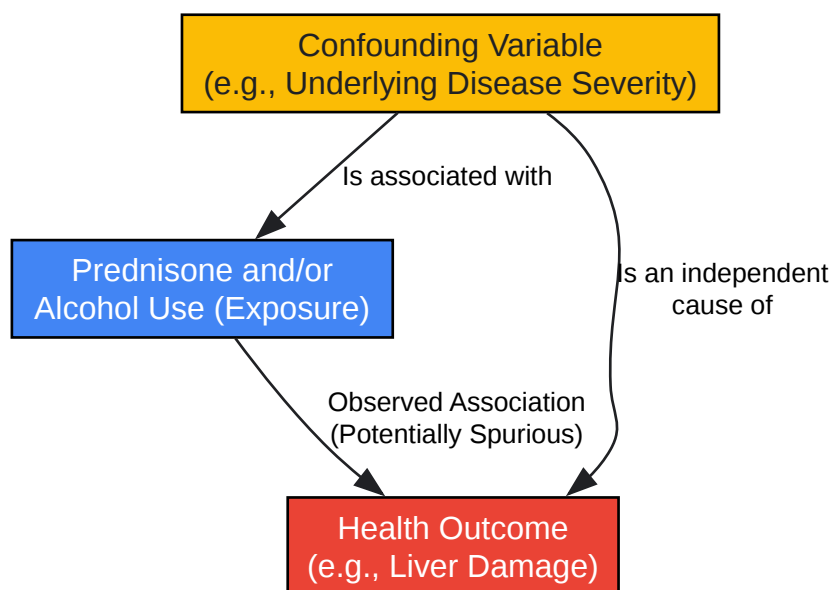 Confounding Variable
(e.g., Underlying Disease Severity)
Is associated with
Prednisone and/or
Alcohol Use (Exposure)
Is an independent
cause of
Observed Association
(Potentially Spurious)
Health Outcome
(e.g., Liver Damage)